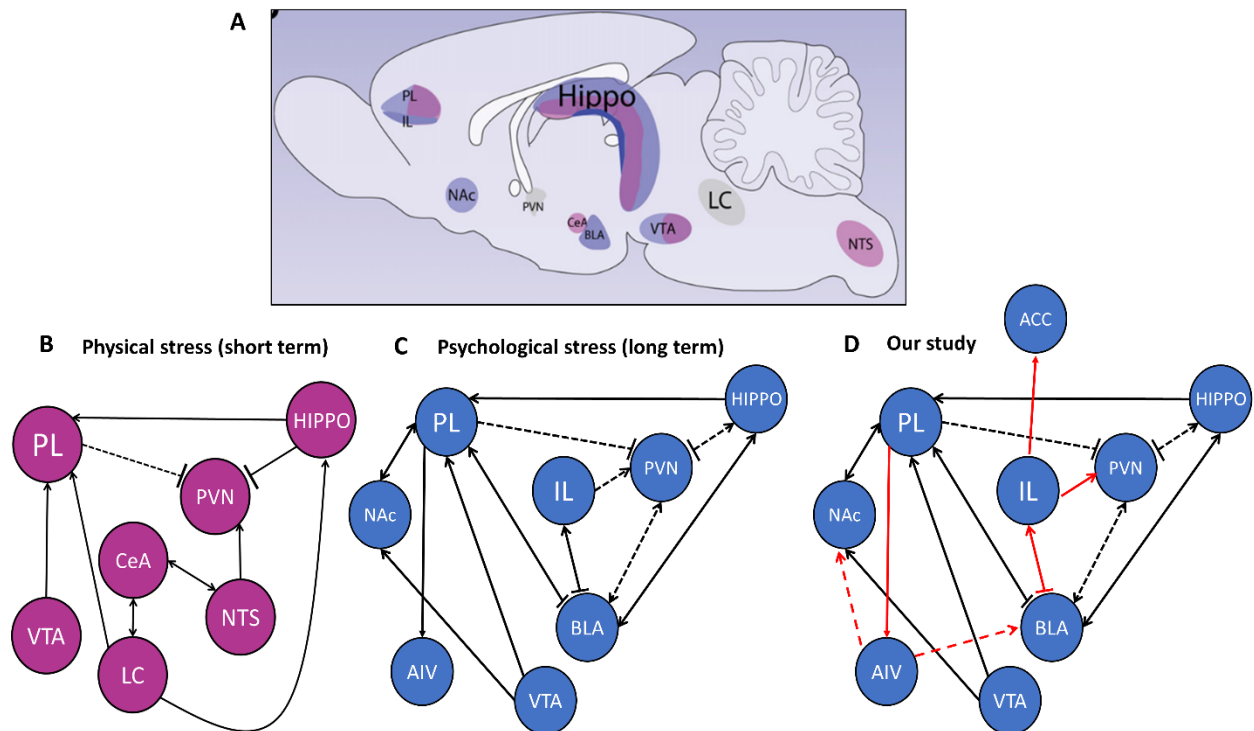 A
PL
IL
Hippo
NAc
PVN
CeA
BLA
VTA
LC
NTS
B Physical stress (short term)
PL
HIPPO
PVN
CeA
NTS
VTA
LC
C Psychological stress (long term)
PL
HIPPO
PVN
IL
NAc
BLA
AIV
VTA
D Our study
ACC
PL
HIPPO
PVN
IL
NAc
BLA
AIV
VTA